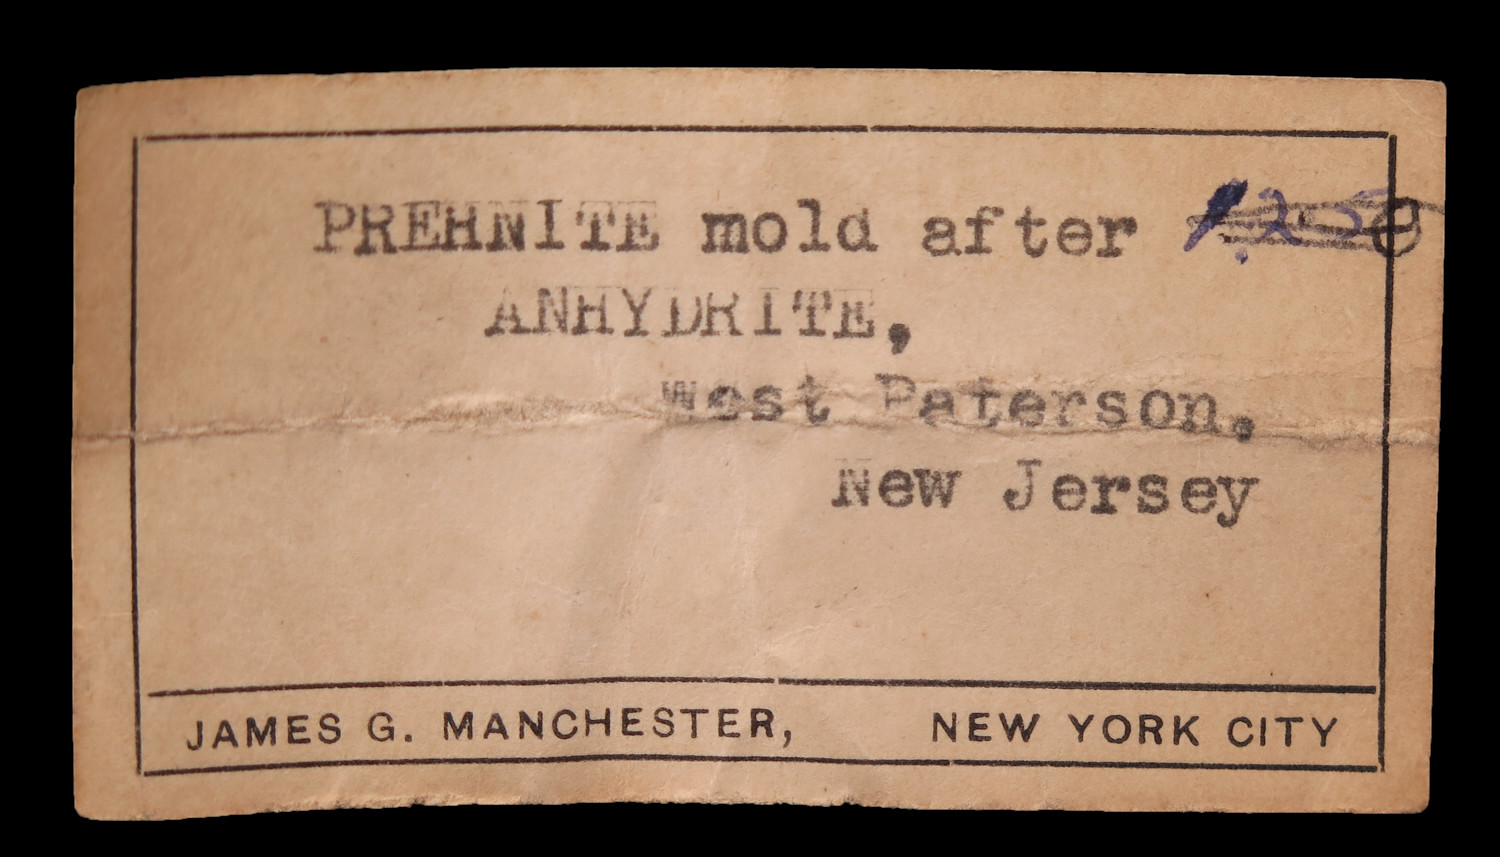 PREHNITE mold after
ANHYDRITE,
West Paterson,
New Jersey
JAMES G. MANCHESTER, NEW YORK CITY